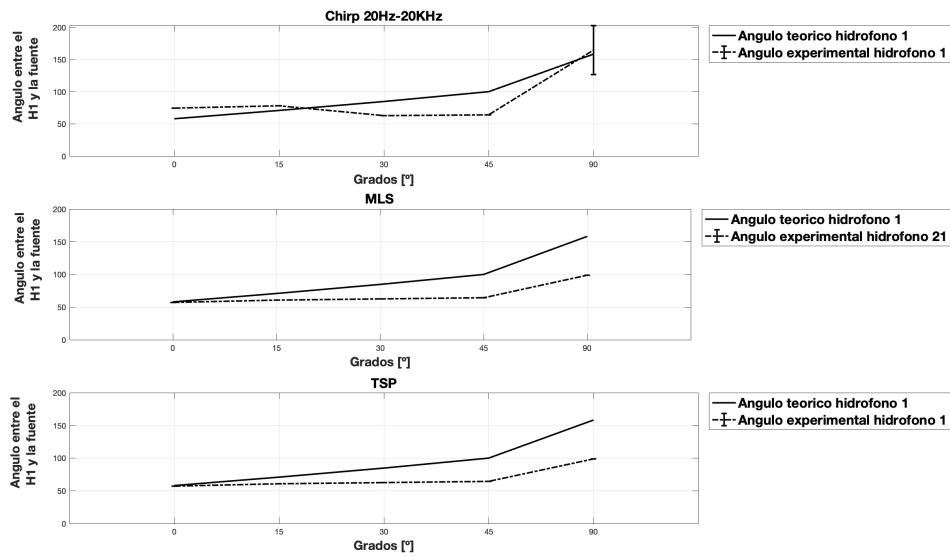 Chirp 20Hz-20KHz
Angulo entre el
H1 y la fuente
200
150
100
50
0
0 15 30 45 90
Grados [º]
Angulo teorico hidrofono 1
Angulo experimental hidrofono 1
MLS
Angulo entre el
H1 y la fuente
200
150
100
50
0
0 15 30 45 90
Grados [º]
Angulo teorico hidrofono 1
Angulo experimental hidrofono 21
TSP
Angulo entre el
H1 y la fuente
200
150
100
50
0
0 15 30 45 90
Grados [º]
Angulo teorico hidrofono 1
Angulo experimental hidrofono 1